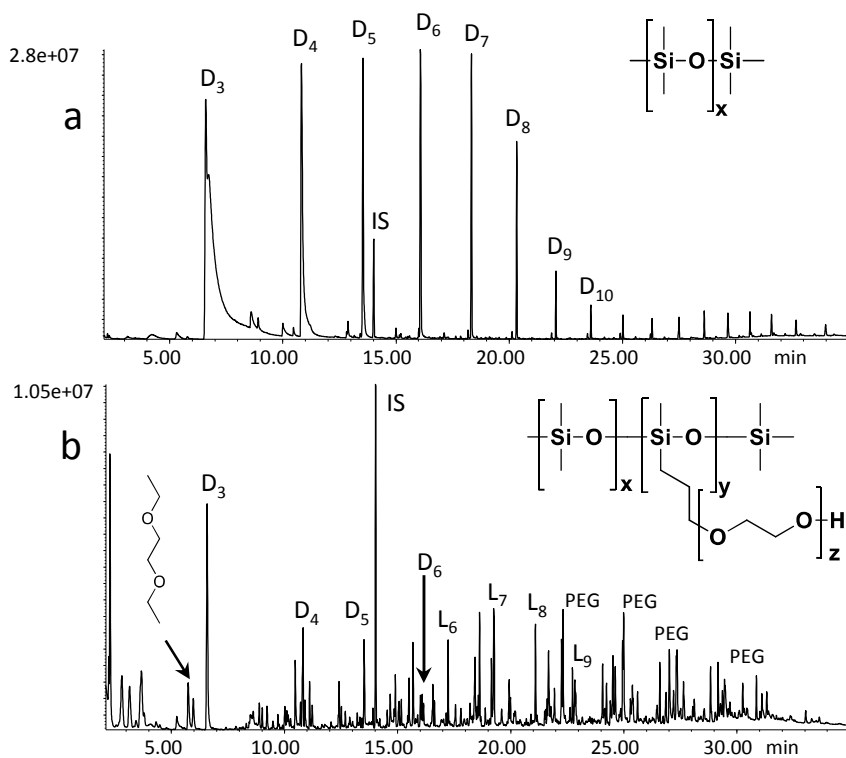 2.8e+07
a
D3
D4
D5
IS
D6
D7
D8
D9
D10
Si O Si
x
5.00 10.00 15.00 20.00 25.00 30.00 min
1.05e+07
b
IS
O
O
D3
D4
D5
D6
L6
L7
L8
PEG
L9
PEG
PEG
PEG
Si O Si O Si
x y
O O H
z
5.00 10.00 15.00 20.00 25.00 30.00 min